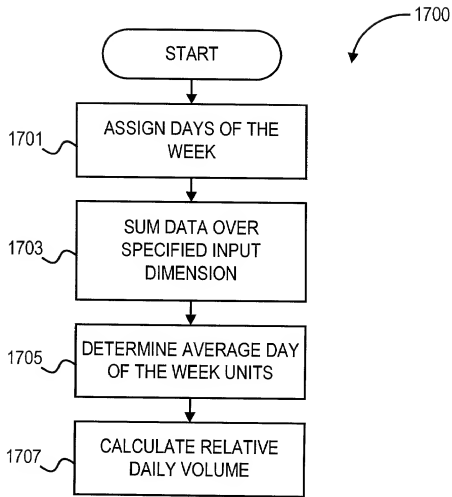 1700
START
1701
ASSIGN DAYS OF THE
WEEK
1703
SUM DATA OVER
SPECIFIED INPUT
DIMENSION
1705
DETERMINE AVERAGE DAY
OF THE WEEK UNITS
1707
CALCULATE RELATIVE
DAILY VOLUME